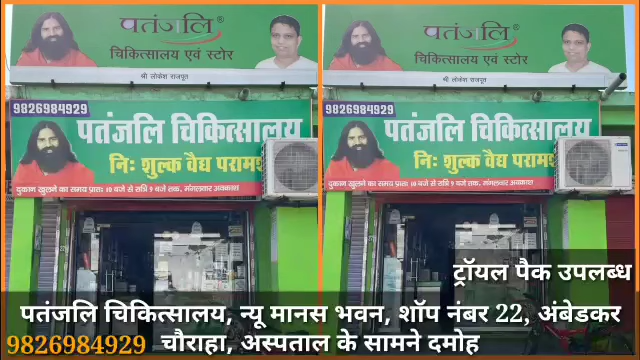 पतंजलि®
चिकित्सालय एवं स्टोर
श्री लोकेश राजपूत
9826984929
पतंजलि चिकित्सालय
निः शुल्क वैद्य परामर्श
दुकान खुलने का समय प्रातः 10 बजे से रात्रि 9 बजे तक, मंगलवार अवकाश
पतंजलि®
चिकित्सालय एवं स्टोर
श्री लोकेश राजपूत
9826984929
पतंजलि चिकित्सालय
निः शुल्क वैद्य परामर्श
दुकान खुलने का समय प्रातः 10 बजे से रात्रि 9 बजे तक, मंगलवार अवकाश
ट्रॉयल पैक उपलब्ध
पतंजलि चिकित्सालय, न्यू मानस भवन, शॉप नंबर 22, अंबेडकर
9826984929 चौराहा, अस्पताल के सामने दमोह